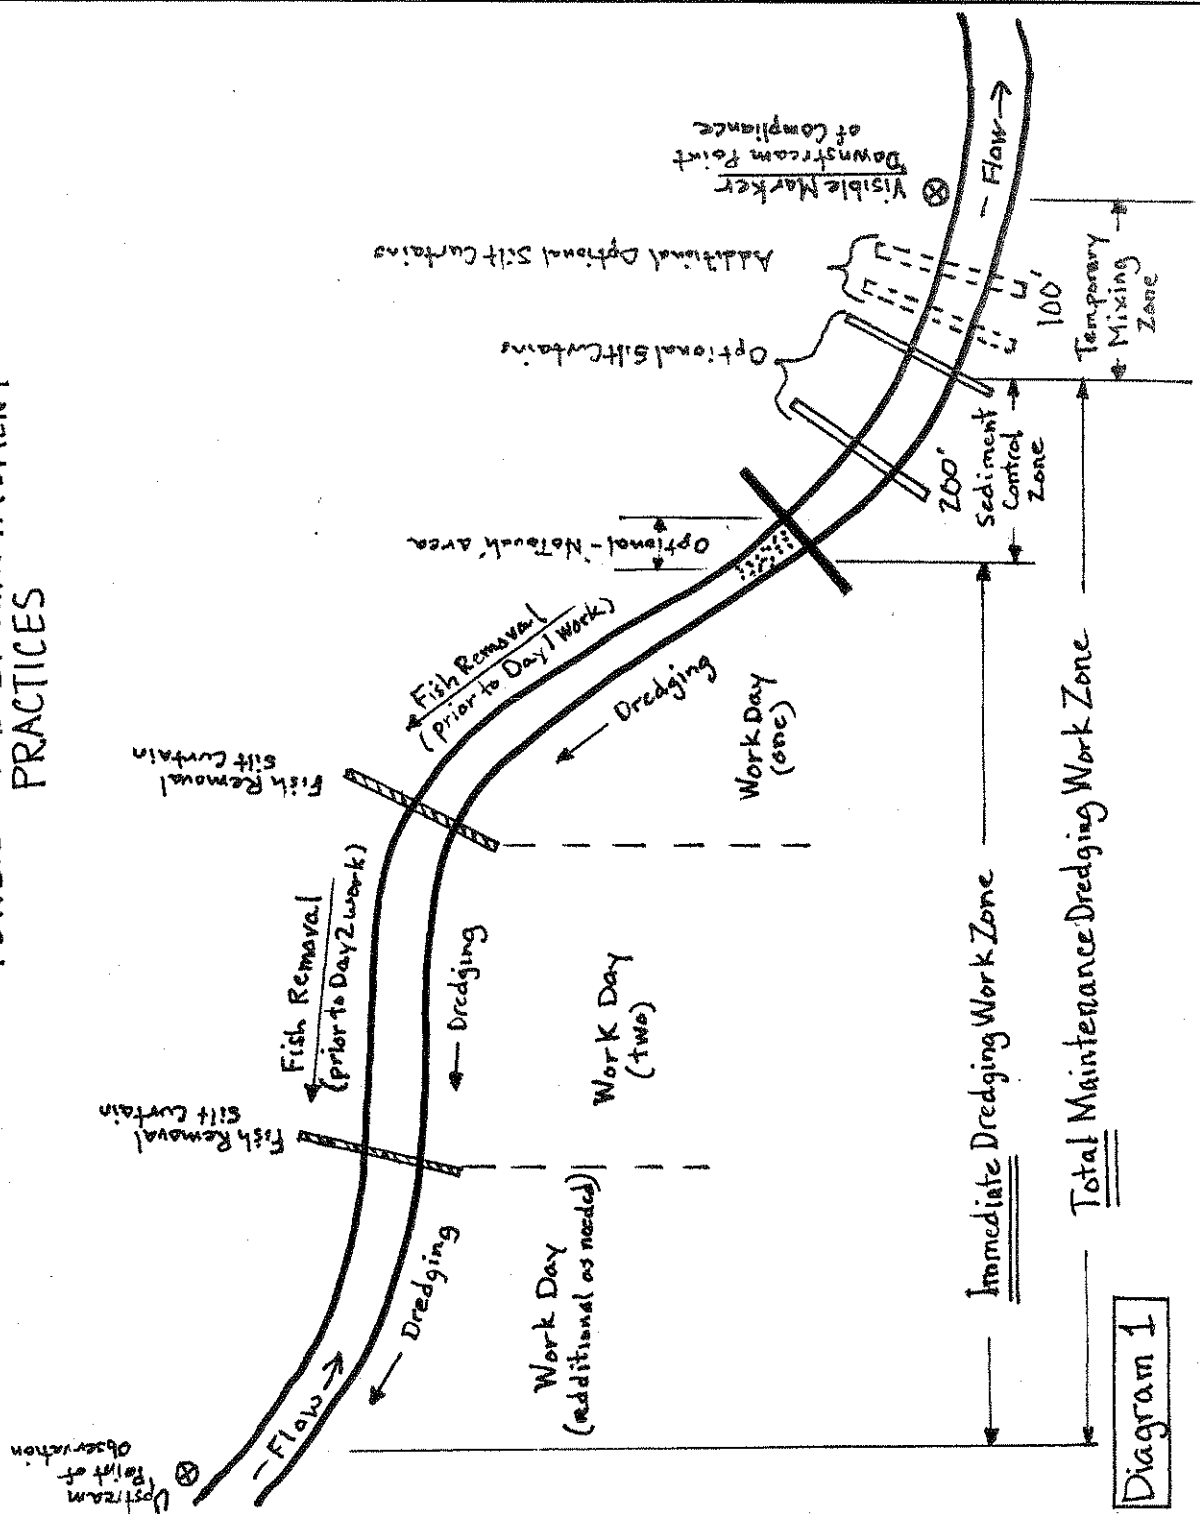 PRACTICES
Upstream
Point of
Observation
- Flow →
Fish Removal
Silt Curtain
Fish Removal
(prior to Day 2 work)
Fish Removal
Silt Curtain
Fish Removal
(prior to Day 1 Work)
Optional - "No Touch" area
Optional Silt Curtains
Additional Optional Silt Curtains
Visible Marker
Downstream Point
of Compliance
- Flow →
← Dredging
← Dredging
← Dredging
Work Day
(additional as needed)
Work Day
(two)
Work Day
(one)
200'
Sediment
Control
Zone
100'
Temporary
Mixing
Zone
Immediate Dredging Work Zone
Total Maintenance Dredging Work Zone
Diagram 1